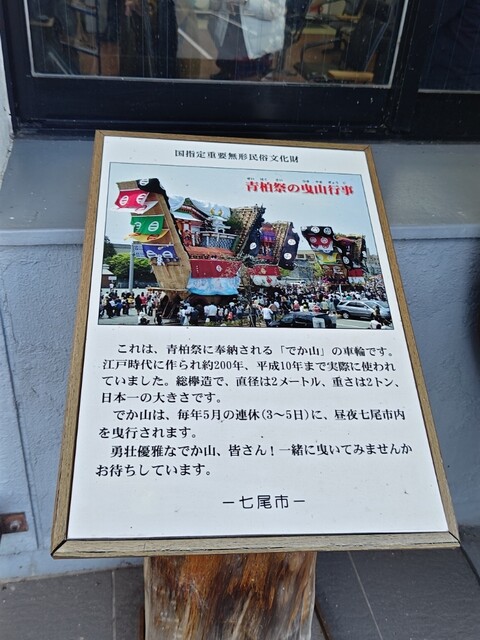 国指定重要無形民俗文化財
青柏祭の曳山行事
これは、青柏祭に奉納される「でか山」の車輪です。
江戸時代に作られ約200年、平成10年まで実際に使われ
ていました。総欅造で、直径は2メートル、重さは2トン、
日本一の大きさです。
でか山は、毎年5月の連休(3～5日)に、昼夜七尾市内
を曳行されます。
勇壮優雅なでか山、皆さん！一緒に曳いてみませんか
お待ちしています。
ー七尾市ー